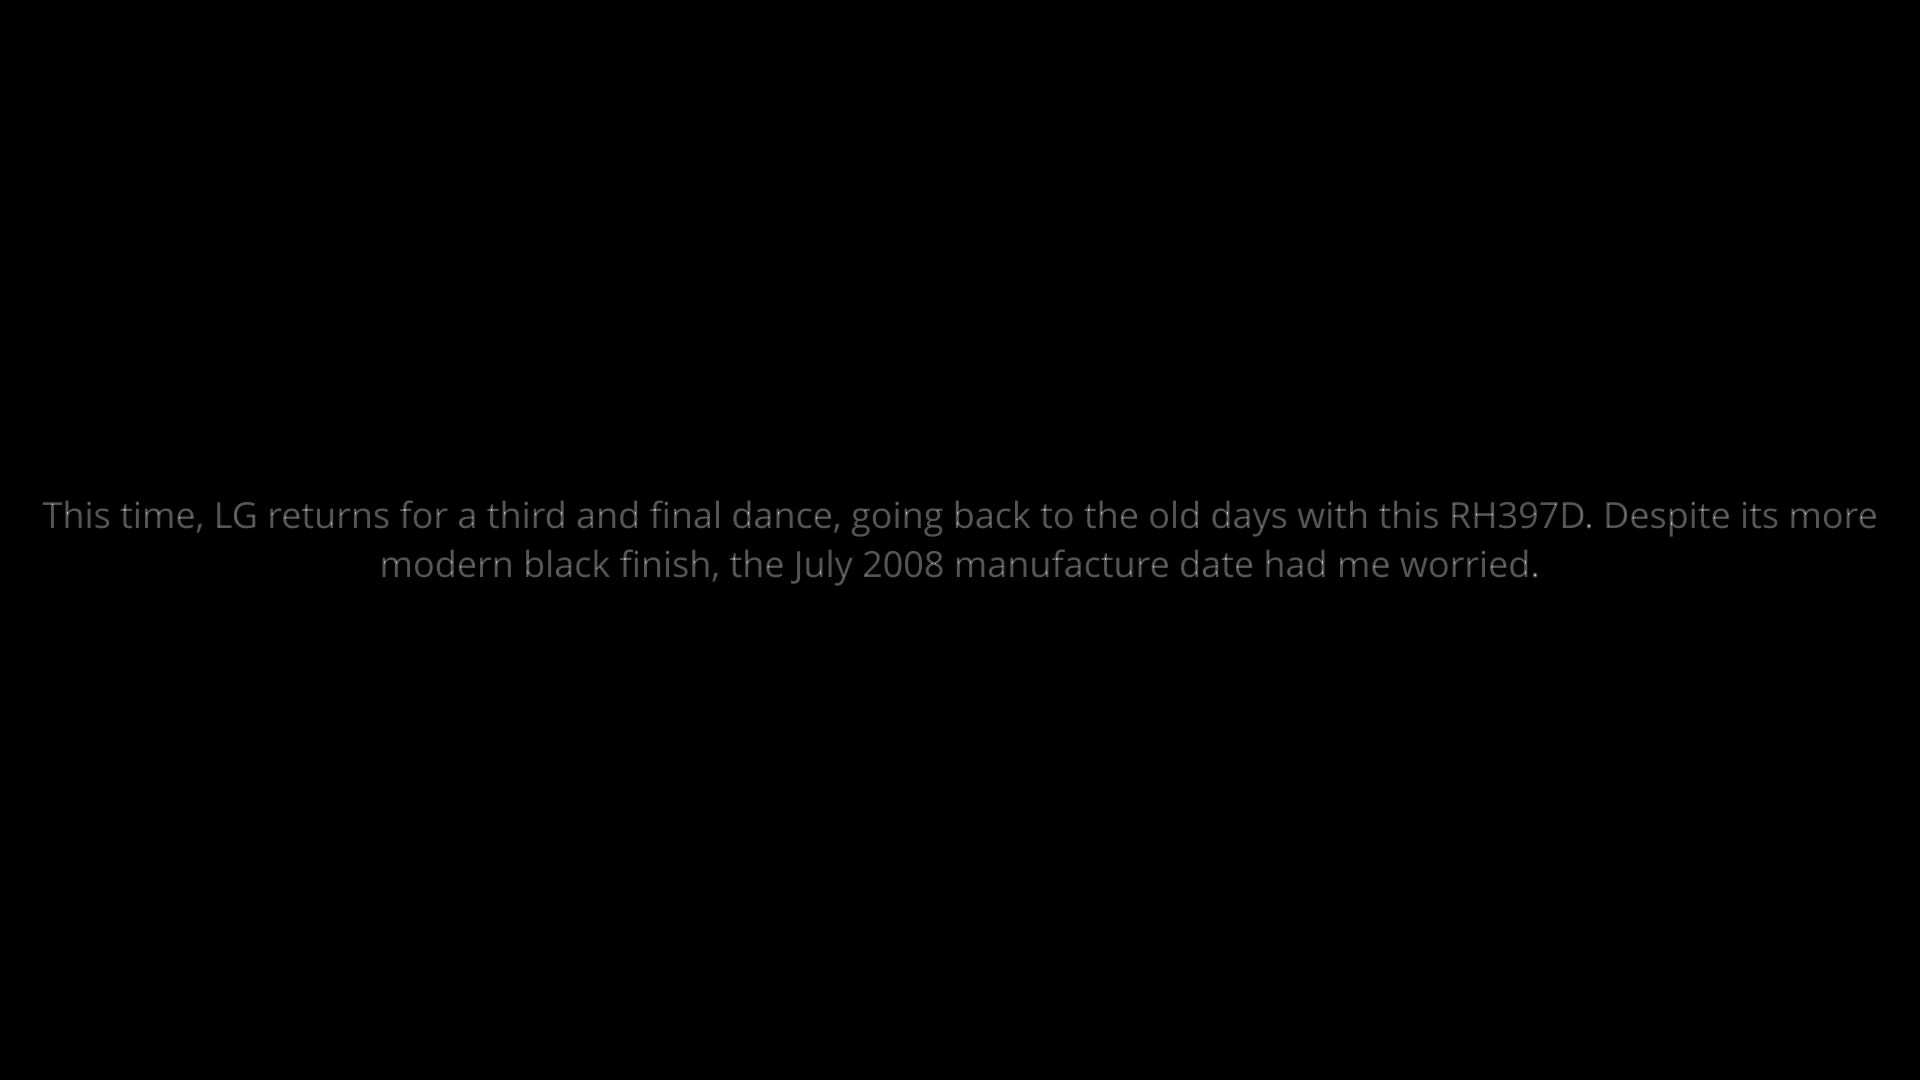 This time, LG returns for a third and final dance, going back to the old days with this RH397D. Despite its more
modern black finish, the July 2008 manufacture date had me worried.